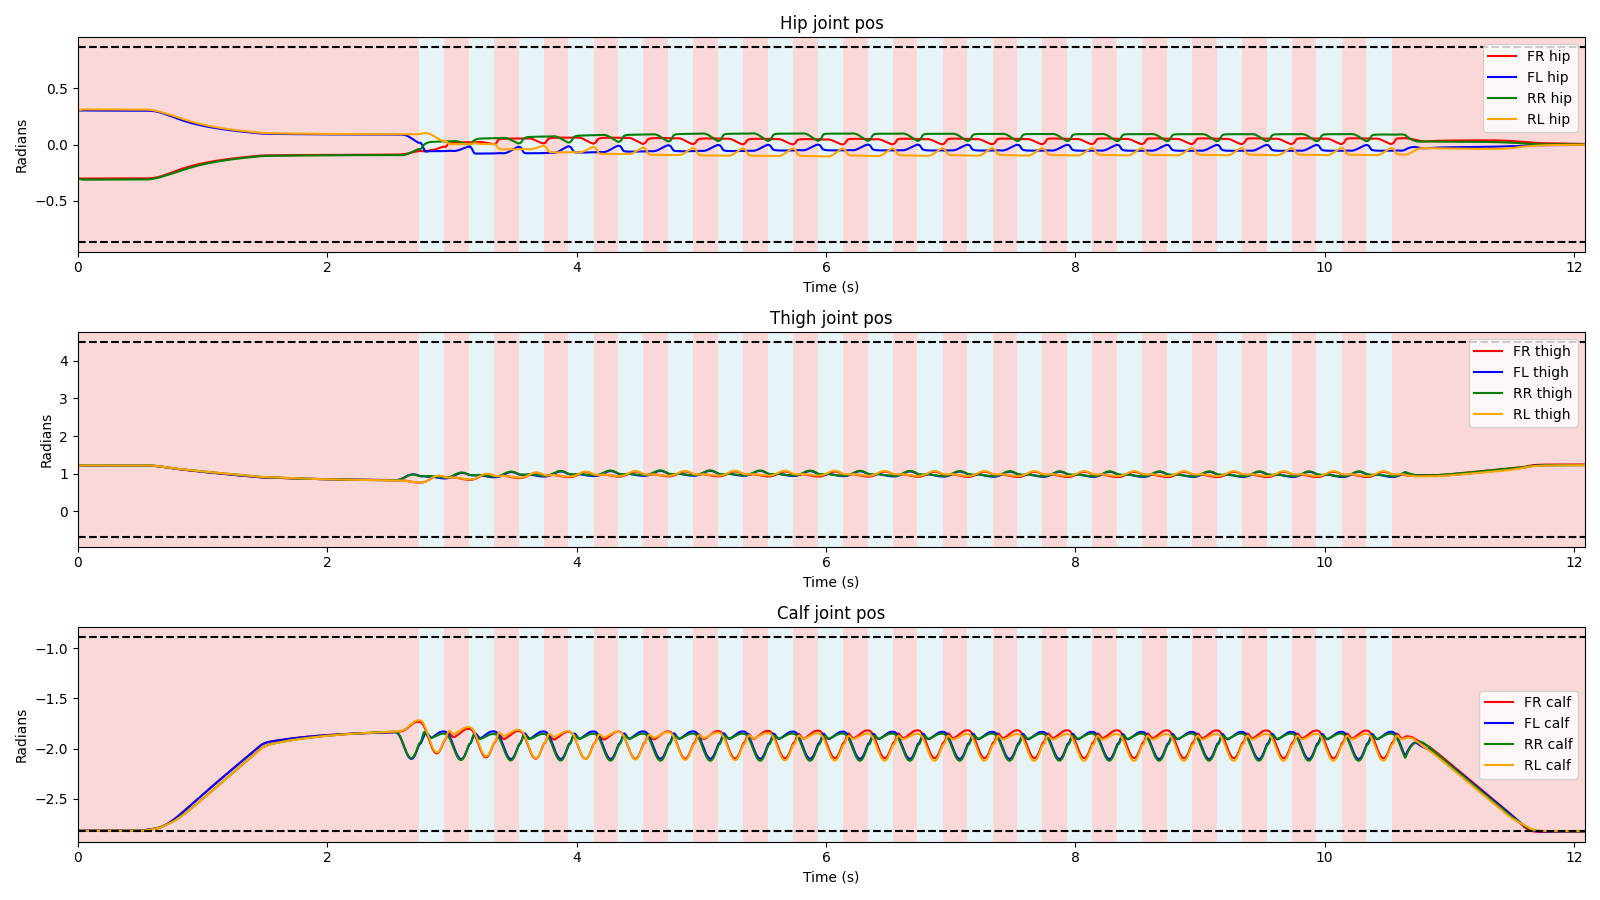 Hip joint pos
Radians
0.5
0.0
−0.5
FR hip
FL hip
RR hip
RL hip
0 2 4 6 8 10 12
Time (s)
Thigh joint pos
Radians
4
3
2
1
0
FR thigh
FL thigh
RR thigh
RL thigh
0 2 4 6 8 10 12
Time (s)
Calf joint pos
Radians
−1.0
−1.5
−2.0
−2.5
FR calf
FL calf
RR calf
RL calf
0 2 4 6 8 10 12
Time (s)